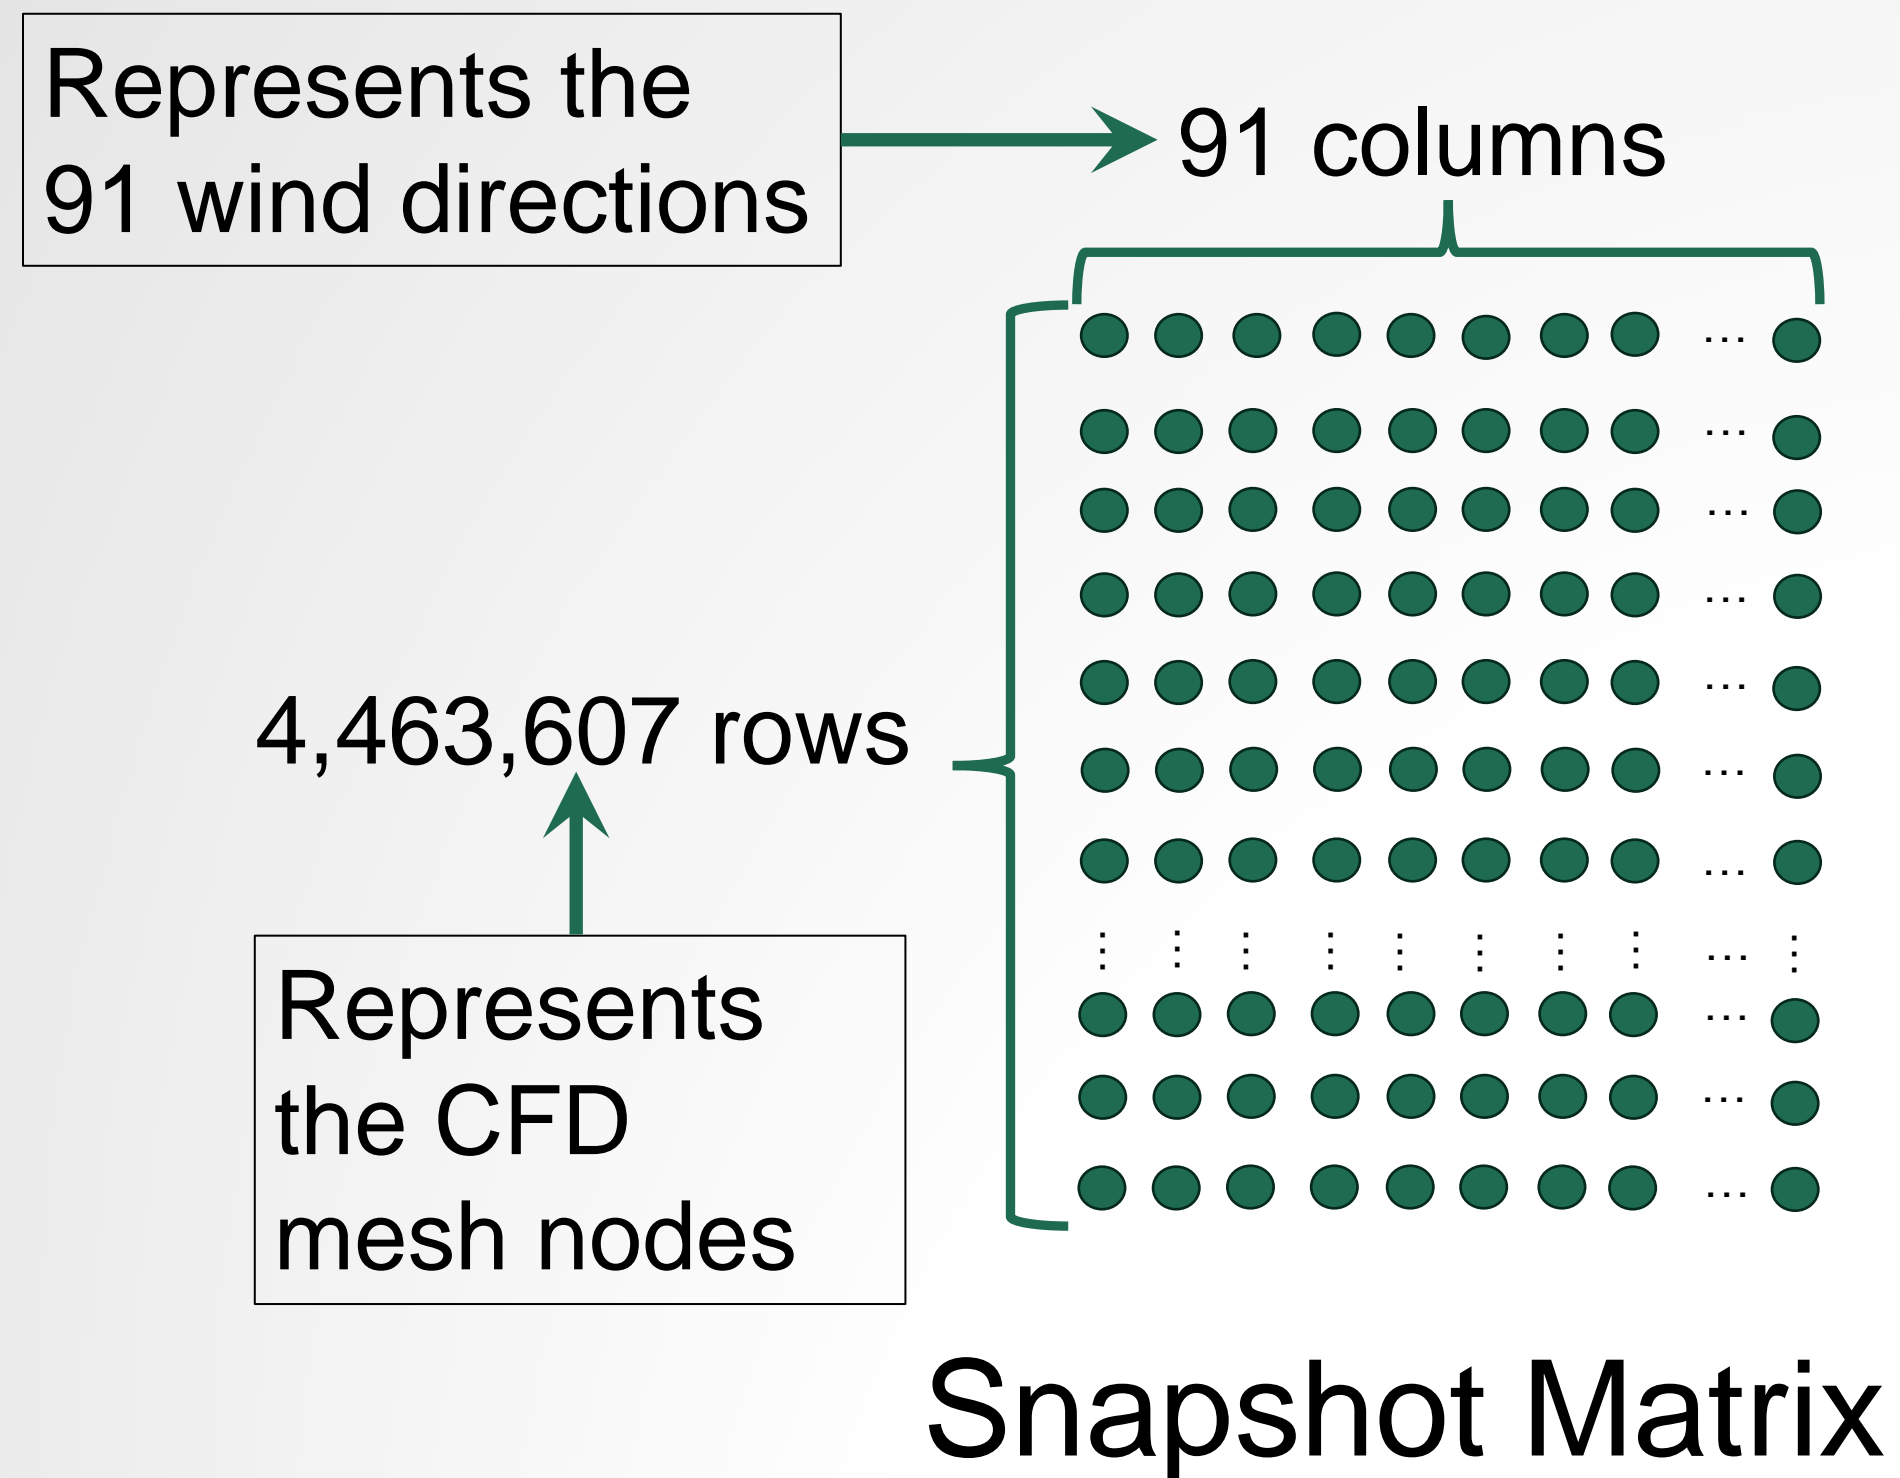 Represents the
91 wind directions
91 columns
4,463,607 rows
Represents
the CFD
mesh nodes
Snapshot Matrix